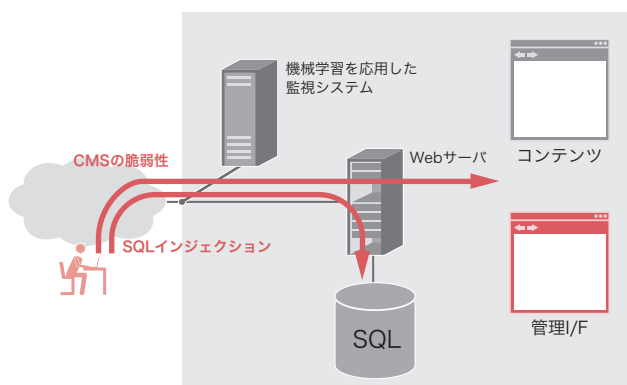 機械学習を応用した
監視システム
CMSの脆弱性
Webサーバ
コンテンツ
SQLインジェクション
管理I/F
SQL